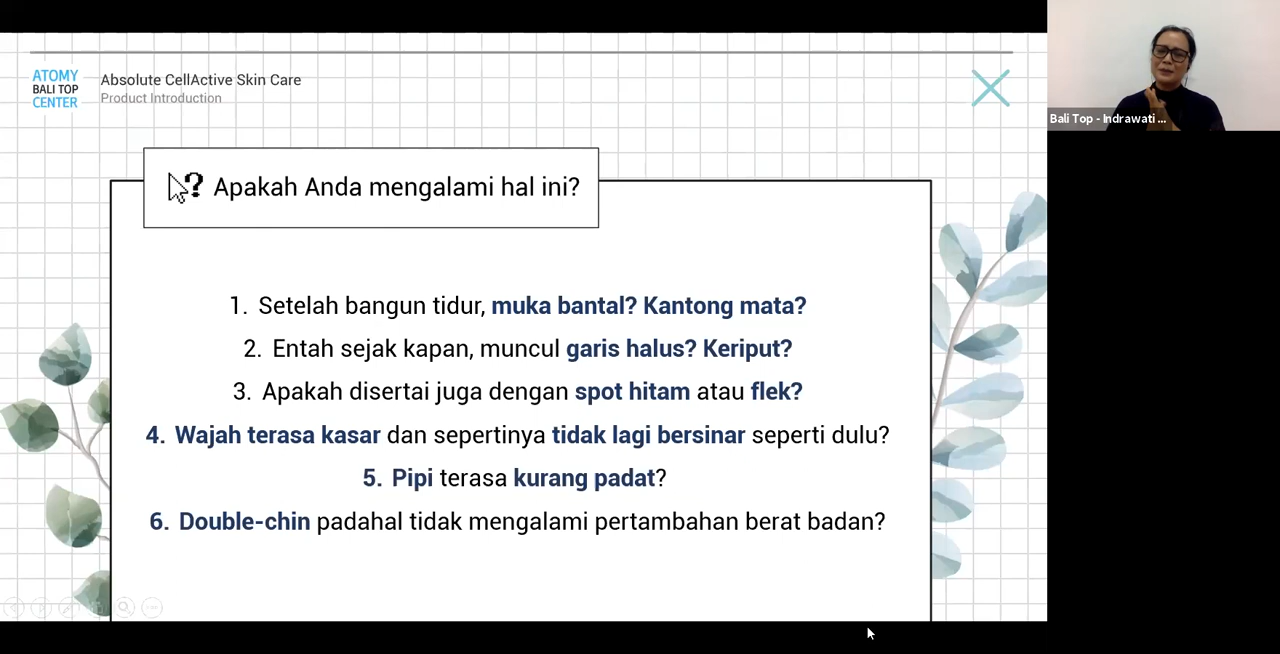 ATOMY
BALI TOP
CENTER
Absolute CellActive Skin Care
Product Introduction
? Apakah Anda mengalami hal ini?
1. Setelah bangun tidur, muka bantal? Kantong mata?
2. Entah sejak kapan, muncul garis halus? Keriput?
3. Apakah disertai juga dengan spot hitam atau flek?
4. Wajah terasa kasar dan sepertinya tidak lagi bersinar seperti dulu?
5. Pipi terasa kurang padat?
6. Double-chin padahal tidak mengalami pertambahan berat badan?
Bali Top - Indrawati ...